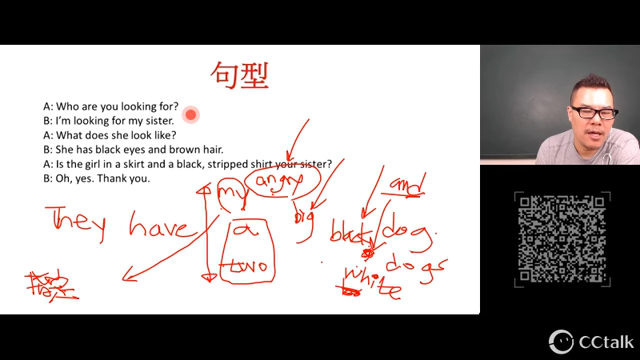 句型
A: Who are you looking for?
B: I'm looking for my sister.
A: What does she look like?
B: She has black eyes and brown hair.
A: Is the girl in a skirt and a black, stripped shirt your sister?
B: Oh, yes. Thank you.
my angry and
They have a big black dog.
two white dogs
CCtalk